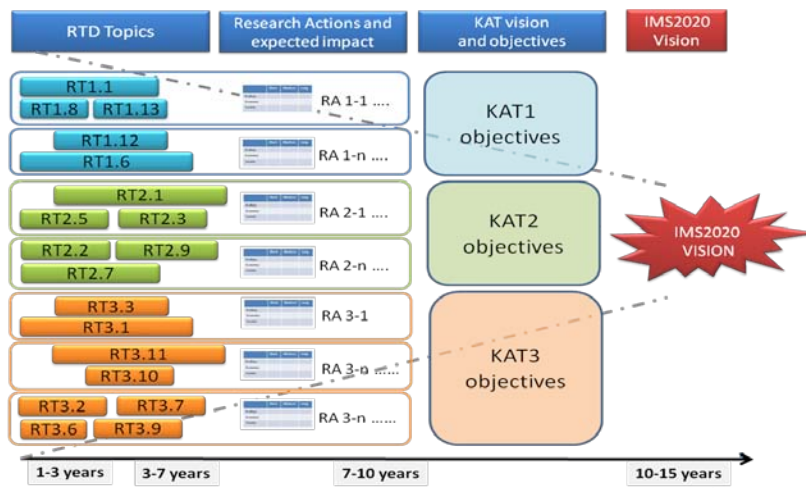 RTD Topics
Research Actions and
expected impact
KAT vision
and objectives
IMS2020
Vision
RT1.1
RT1.8 RT1.13
RA 1-1 ....
RT1.12
RT1.6
RA 1-n ....
KAT1
objectives
RT2.1
RT2.5 RT2.3
RA 2-1 ....
RT2.2 RT2.9
RT2.7
RA 2-n ....
KAT2
objectives
IMS2020
VISION
RT3.3
RT3.1
RA 3-1
RT3.11
RT3.10
RA 3-n ......
RT3.2 RT3.7
RT3.6 RT3.9
RA 3-n ......
KAT3
objectives
1-3 years
3-7 years
7-10 years
10-15 years